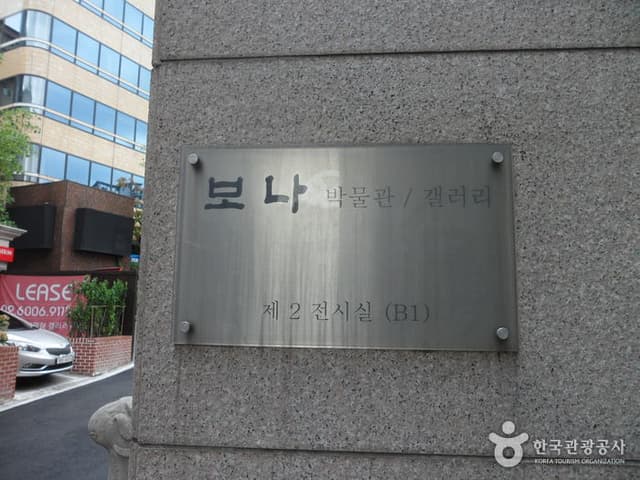 보나 박물관 / 갤러리
제 2 전시실 (B1)
LEASE
한국관광공사
KOREA TOURISM ORGANIZATION